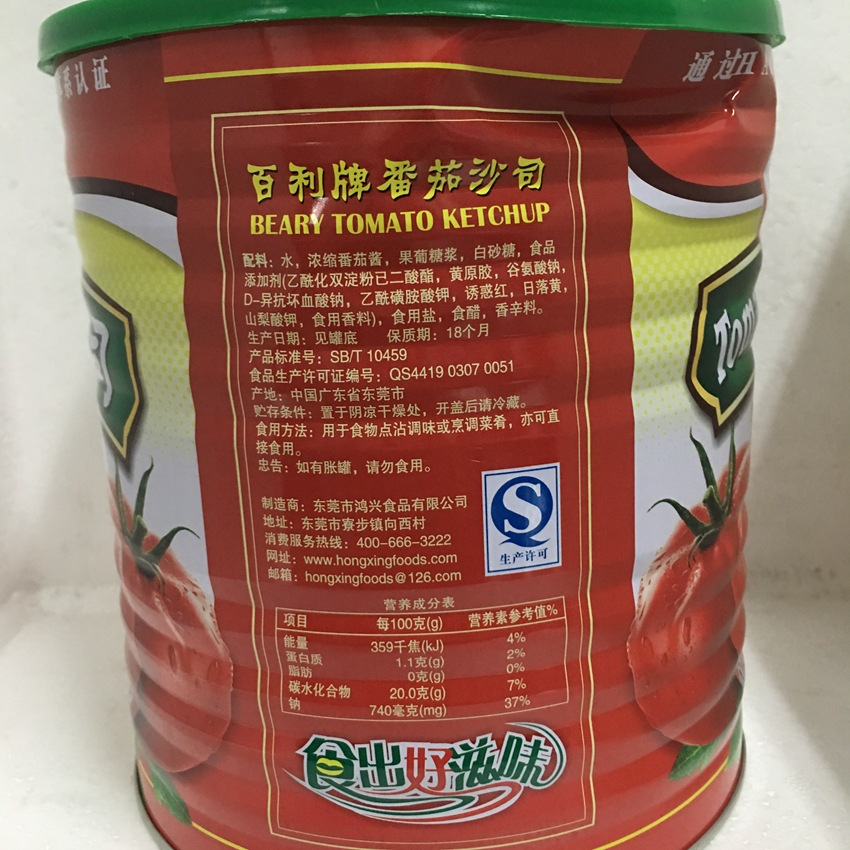 系认证
通过H
百利牌番茄沙司
BEARY TOMATO KETCHUP
配料：水，浓缩番茄酱，果葡糖浆，白砂糖，食品
添加剂(乙酰化双淀粉已二酸酯，黄原胶，谷氨酸钠，
D-异抗坏血酸钠，乙酰磺胺酸钾，诱惑红，日落黄，
山梨酸钾，食用香料)，食用盐，食醋，香辛料。
生产日期：见罐底 保质期：18个月
产品标准号：SB/T 10459
食品生产许可证编号：QS4419 0307 0051
产地：中国广东省东莞市
贮存条件：置于阴凉干燥处，开盖后请冷藏。
食用方法：用于食物点沾调味或烹调菜肴，亦可直
接食用。
忠告：如有胀罐，请勿食用。
制造商：东莞市鸿兴食品有限公司
地址：东莞市寮步镇向西村
消费服务热线：400-666-3222
网址：www.hongxingfoods.com
邮箱：hongxingfoods@126.com
生产许可
营养成分表
项目 每100克(g) 营养素参考值%
能量 359千焦(kJ) 4%
蛋白质 1.1克(g) 2%
脂肪 0克(g) 0%
碳水化合物 20.0克(g) 7%
钠 740毫克(mg) 37%
食出好滋味
司
Tom